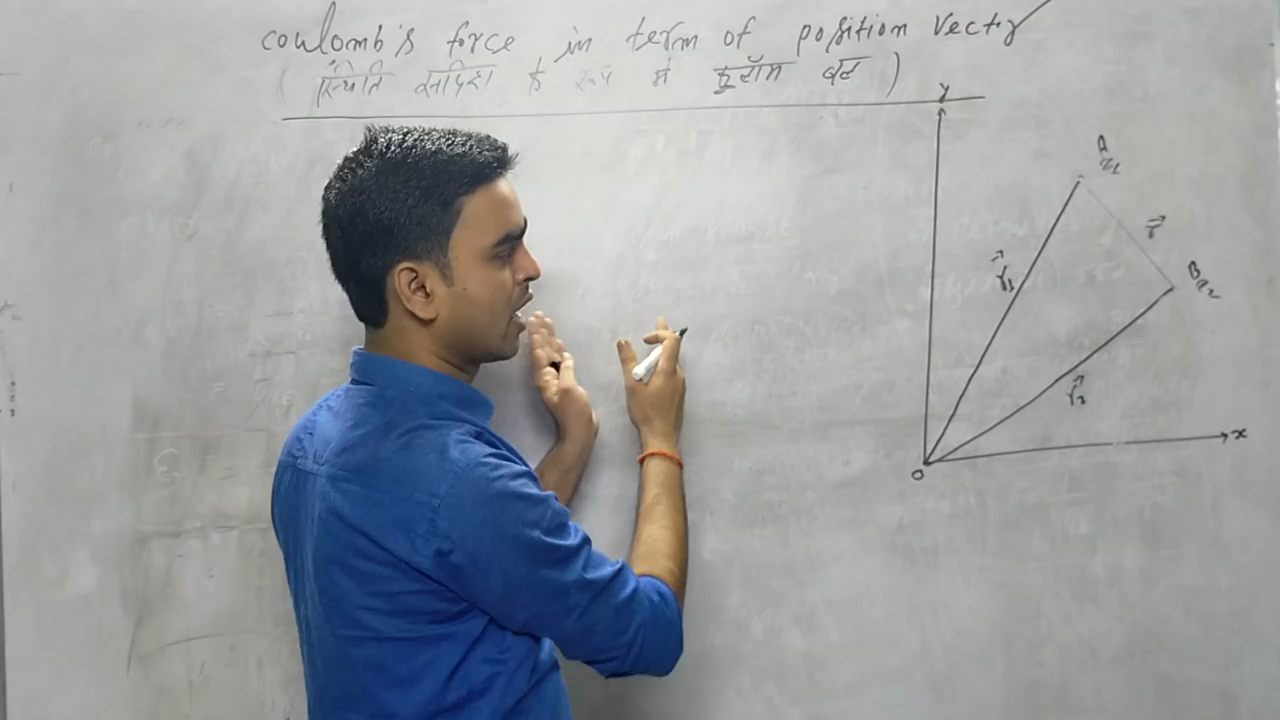 coulomb's force in term of position vector
( स्थिति सदिश के रूप में कूलॉम बल )
y
A
q1
r⃗
r⃗1
B q2
r⃗2
x
O